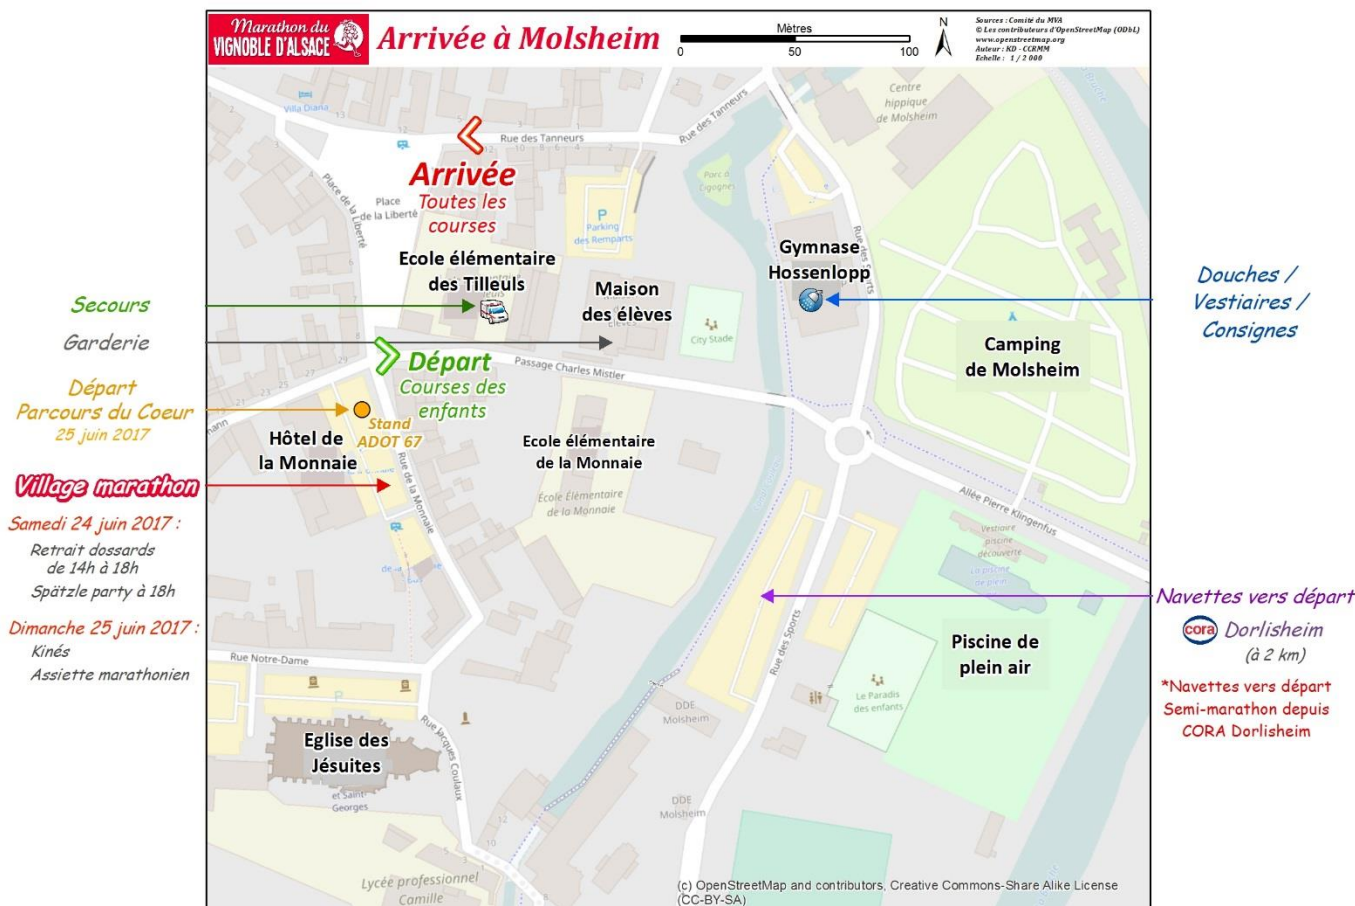 Marathon du
VIGNOBLE D'ALSACE
Arrivée à Molsheim
Mètres
0 50 100
N
Sources : Comité du MVA
© Les contributeurs d'OpenStreetMap (ODbL)
www.openstreetmap.org
Auteur : KD - CCRMM
Echelle : 1 / 2 000
Villa Diana
Rue des Tanneurs
Rue des Tanneurs
Centre
hippique
de Molsheim
Arrivée
Toutes les
courses
Place de la Liberté
Place
de la Liberté
Parc à
Cigognes
P
Parking
des Remparts
Rue des Sports
Ecole élémentaire
des Tilleuls
Maison
des élèves
Gymnase
Hossenlopp
City Stade
Camping
de Molsheim
Secours
Garderie
Départ
Parcours du Coeur
25 juin 2017
Village marathon
Samedi 24 juin 2017 :
Retrait dossards
de 14h à 18h
Spätzle party à 18h
Dimanche 25 juin 2017 :
Kinés
Assiette marathonien
Départ
Courses des
enfants
Passage Charles Mistler
Stand
ADOT 67
Hôtel de
la Monnaie
Rue de la Monnaie
Ecole élémentaire
de la Monnaie
École Élémentaire
de la Monnaie
Allée Pierre Klingenfus
Vestiaire
piscine
découverte
La piscine
de plein
Piscine de
plein air
Rue des Sports
Le Paradis
des enfants
DDE
Molsheim
DDE
Molsheim
Rue Notre-Dame
P
Eglise des
Jésuites
et Saint-
Georges
Rue Jacques Coulaux
Lycée professionnel
Camille
Douches /
Vestiaires /
Consignes
Navettes vers départ
cora Dorlisheim
(à 2 km)
*Navettes vers départ
Semi-marathon depuis
CORA Dorlisheim
(c) OpenStreetMap and contributors, Creative Commons-Share Alike License
(CC-BY-SA)